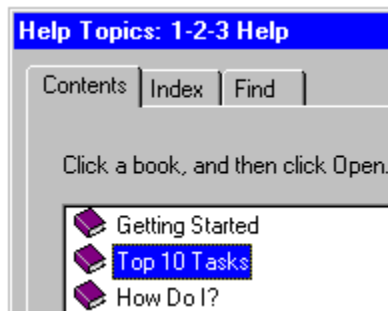 Help Topics: 1-2-3 Help
Contents Index Find
Click a book, and then click Open.
Getting Started
Top 10 Tasks
How Do I?